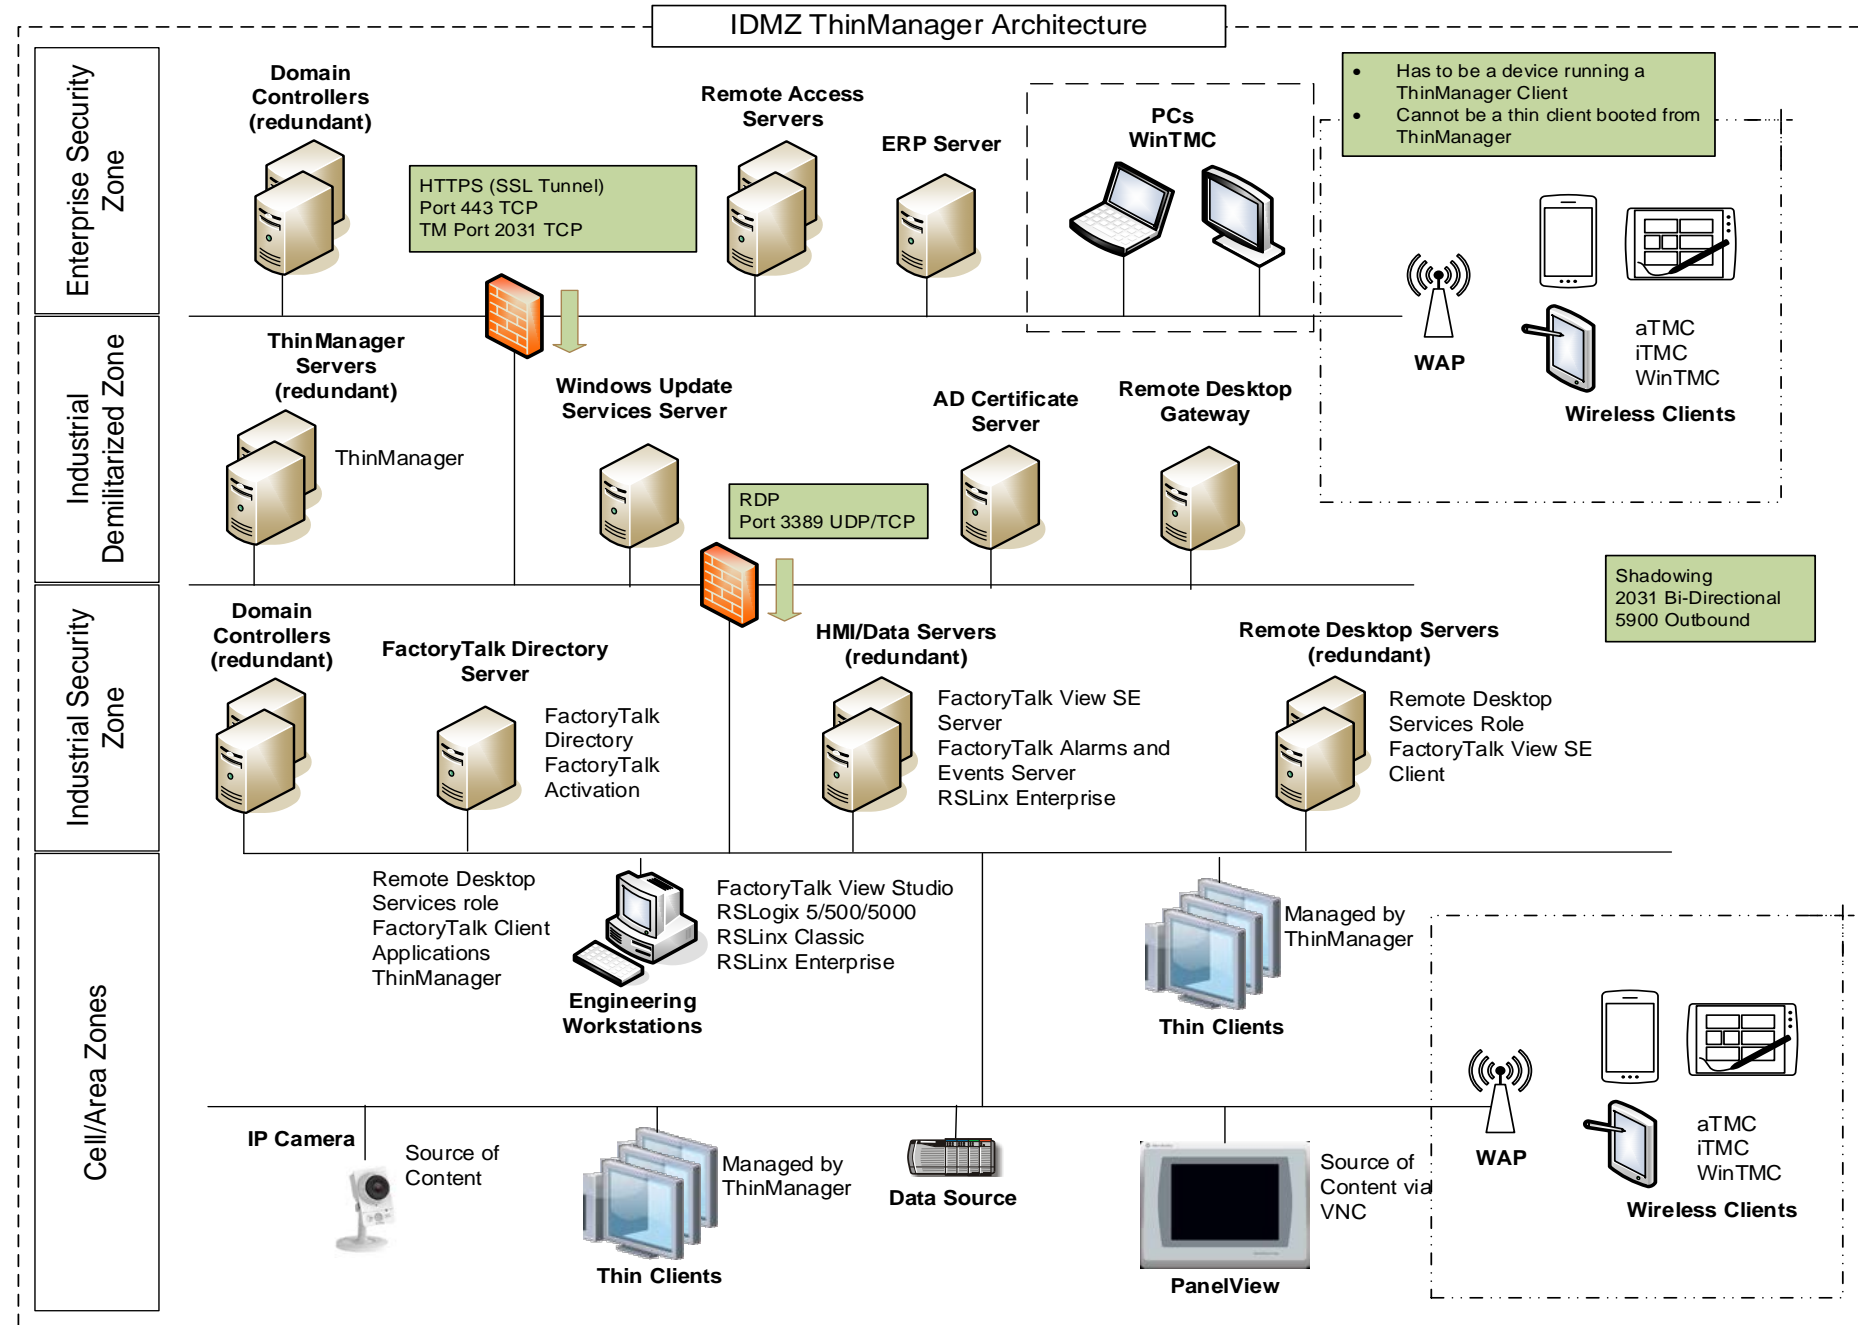 IDMZ ThinManager Architecture
Enterprise Security
Zone
Domain
Controllers
(redundant)
HTTPS (SSL Tunnel)
Port 443 TCP
TM Port 2031 TCP
Remote Access
Servers
ERP Server
PCs
WinTMC
• Has to be a device running a
ThinManager Client
• Cannot be a thin client booted from
ThinManager
WAP
aTMC
iTMC
WinTMC
Wireless Clients
Industrial
Demilitarized Zone
ThinManager
Servers
(redundant)
ThinManager
Windows Update
Services Server
RDP
Port 3389 UDP/TCP
AD Certificate
Server
Remote Desktop
Gateway
Shadowing
2031 Bi-Directional
5900 Outbound
Industrial Security
Zone
Domain
Controllers
(redundant)
FactoryTalk Directory
Server
FactoryTalk
Directory
FactoryTalk
Activation
HMI/Data Servers
(redundant)
FactoryTalk View SE
Server
FactoryTalk Alarms and
Events Server
RSLinx Enterprise
Remote Desktop Servers
(redundant)
Remote Desktop
Services Role
FactoryTalk View SE
Client
Cell/Area Zones
Remote Desktop
Services role
FactoryTalk Client
Applications
ThinManager
Engineering
Workstations
FactoryTalk View Studio
RSLogix 5/500/5000
RSLinx Classic
RSLinx Enterprise
Managed by
ThinManager
Thin Clients
IP Camera
Source of
Content
Managed by
ThinManager
Thin Clients
Data Source
Source of
Content via
VNC
PanelView
WAP
aTMC
iTMC
WinTMC
Wireless Clients